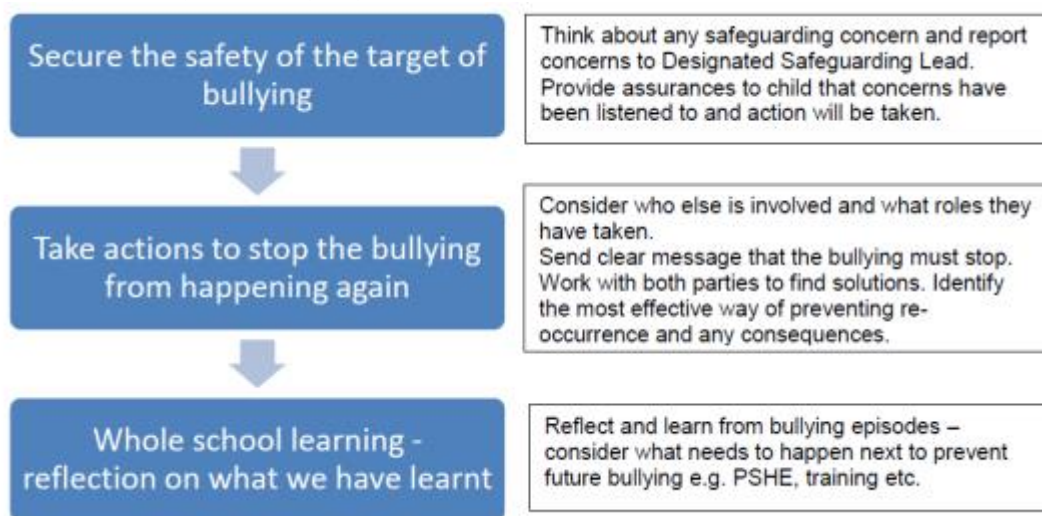 Secure the safety of the target of
bullying
Think about any safeguarding concern and report
concerns to Designated Safeguarding Lead.
Provide assurances to child that concerns have
been listened to and action will be taken.
Take actions to stop the bullying
from happening again
Consider who else is involved and what roles they
have taken.
Send clear message that the bullying must stop.
Work with both parties to find solutions. Identify
the most effective way of preventing re-
occurrence and any consequences.
Whole school learning -
reflection on what we have learnt
Reflect and learn from bullying episodes –
consider what needs to happen next to prevent
future bullying e.g. PSHE, training etc.